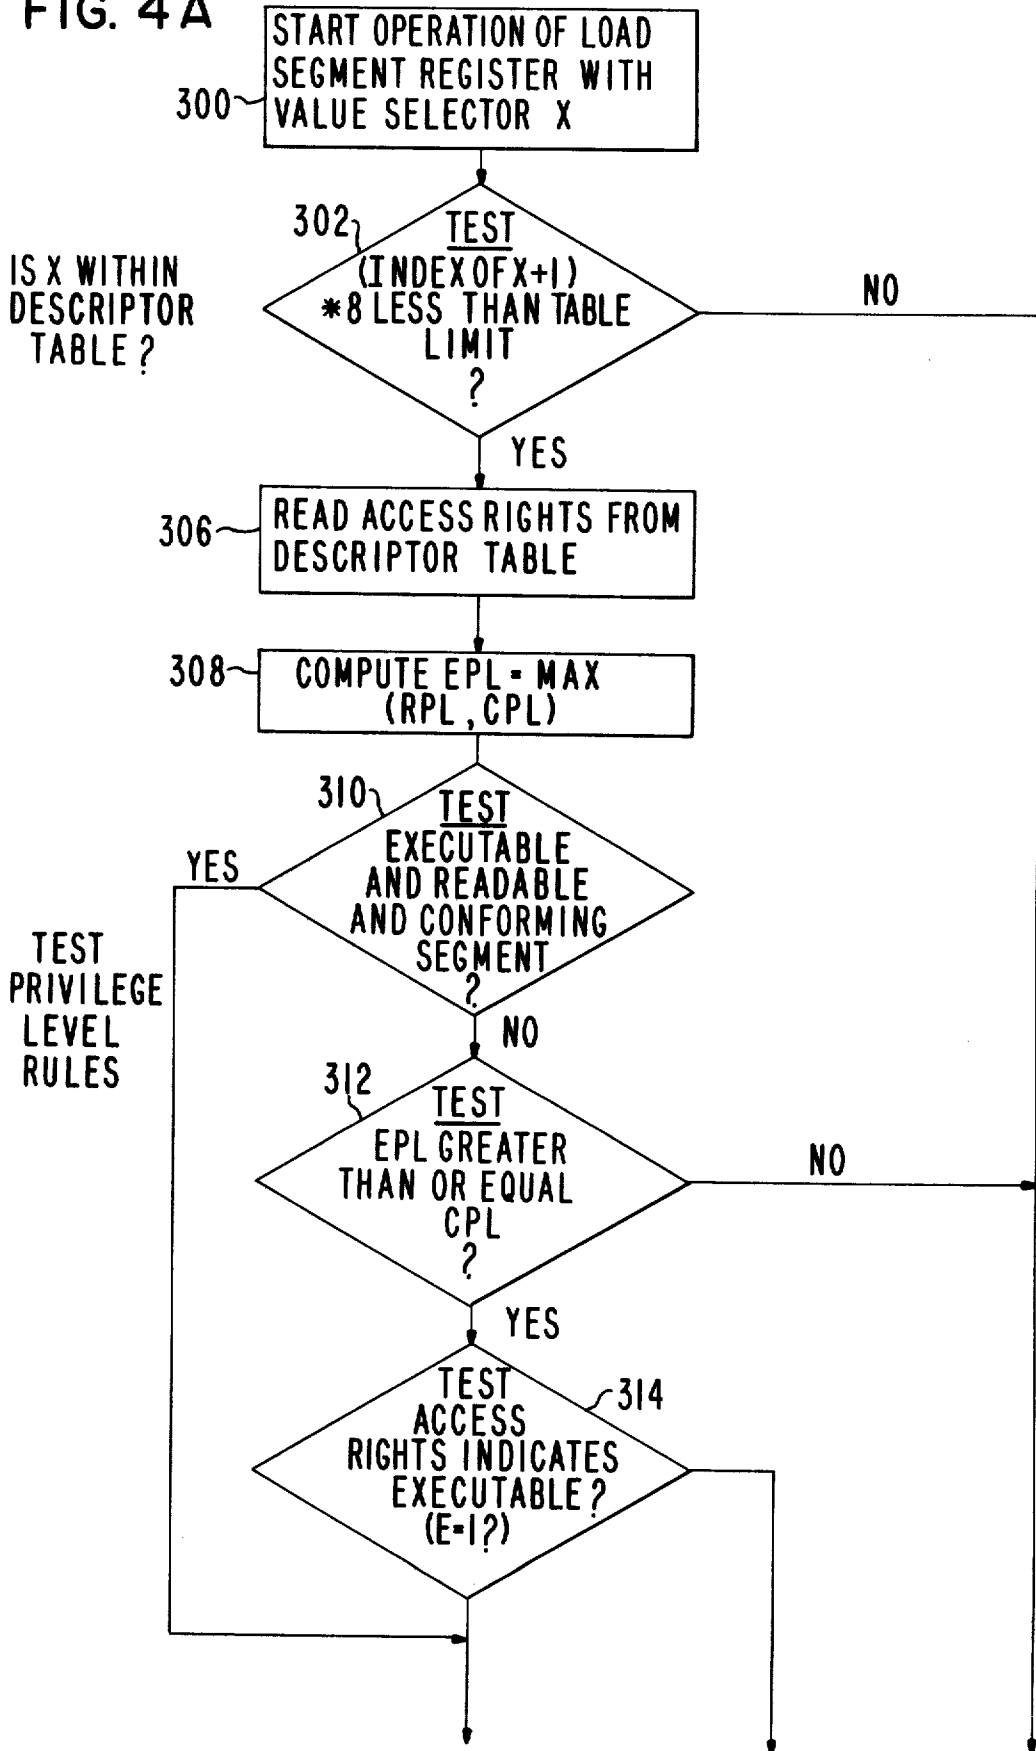 FIG. 4A
START OPERATION OF LOAD
SEGMENT REGISTER WITH
VALUE SELECTOR X
300
302
TEST
(INDEX OF X+1)
*8 LESS THAN TABLE
LIMIT
?
IS X WITHIN
DESCRIPTOR
TABLE?
NO
YES
306
READ ACCESS RIGHTS FROM
DESCRIPTOR TABLE
308
COMPUTE EPL = MAX
(RPL, CPL)
310
TEST
EXECUTABLE
AND READABLE
AND CONFORMING
SEGMENT
?
YES
TEST
PRIVILEGE
LEVEL
RULES
NO
312
TEST
EPL GREATER
THAN OR EQUAL
CPL
?
NO
YES
314
TEST
ACCESS
RIGHTS INDICATES
EXECUTABLE?
(E=1?)